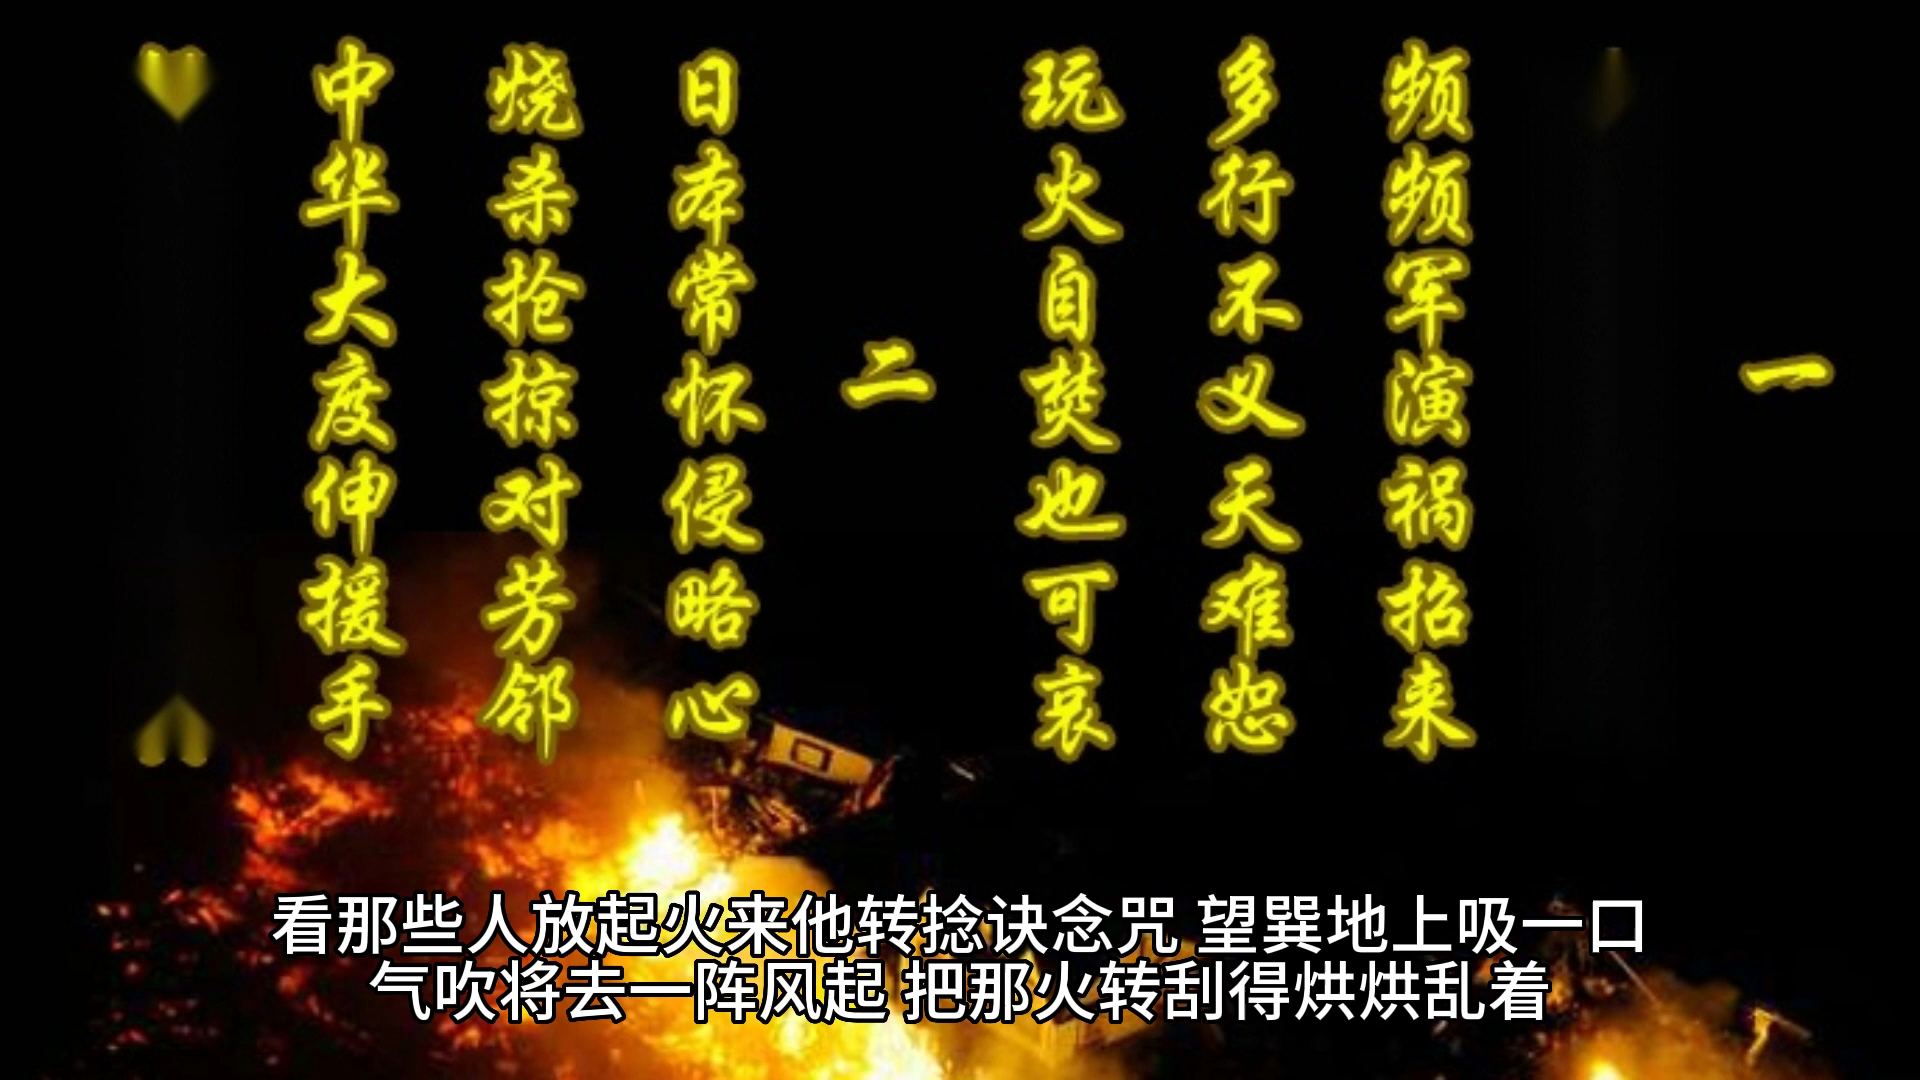 一
频频军演祸招来
多行不义天难恕
玩火自焚也可哀
二
日本常怀侵略心
烧杀抢掠对芳邻
中华大度伸援手
看那些人放起火来他转捻诀念咒 望巽地上吸一口
气吹将去一阵风起 把那火转刮得烘烘乱着